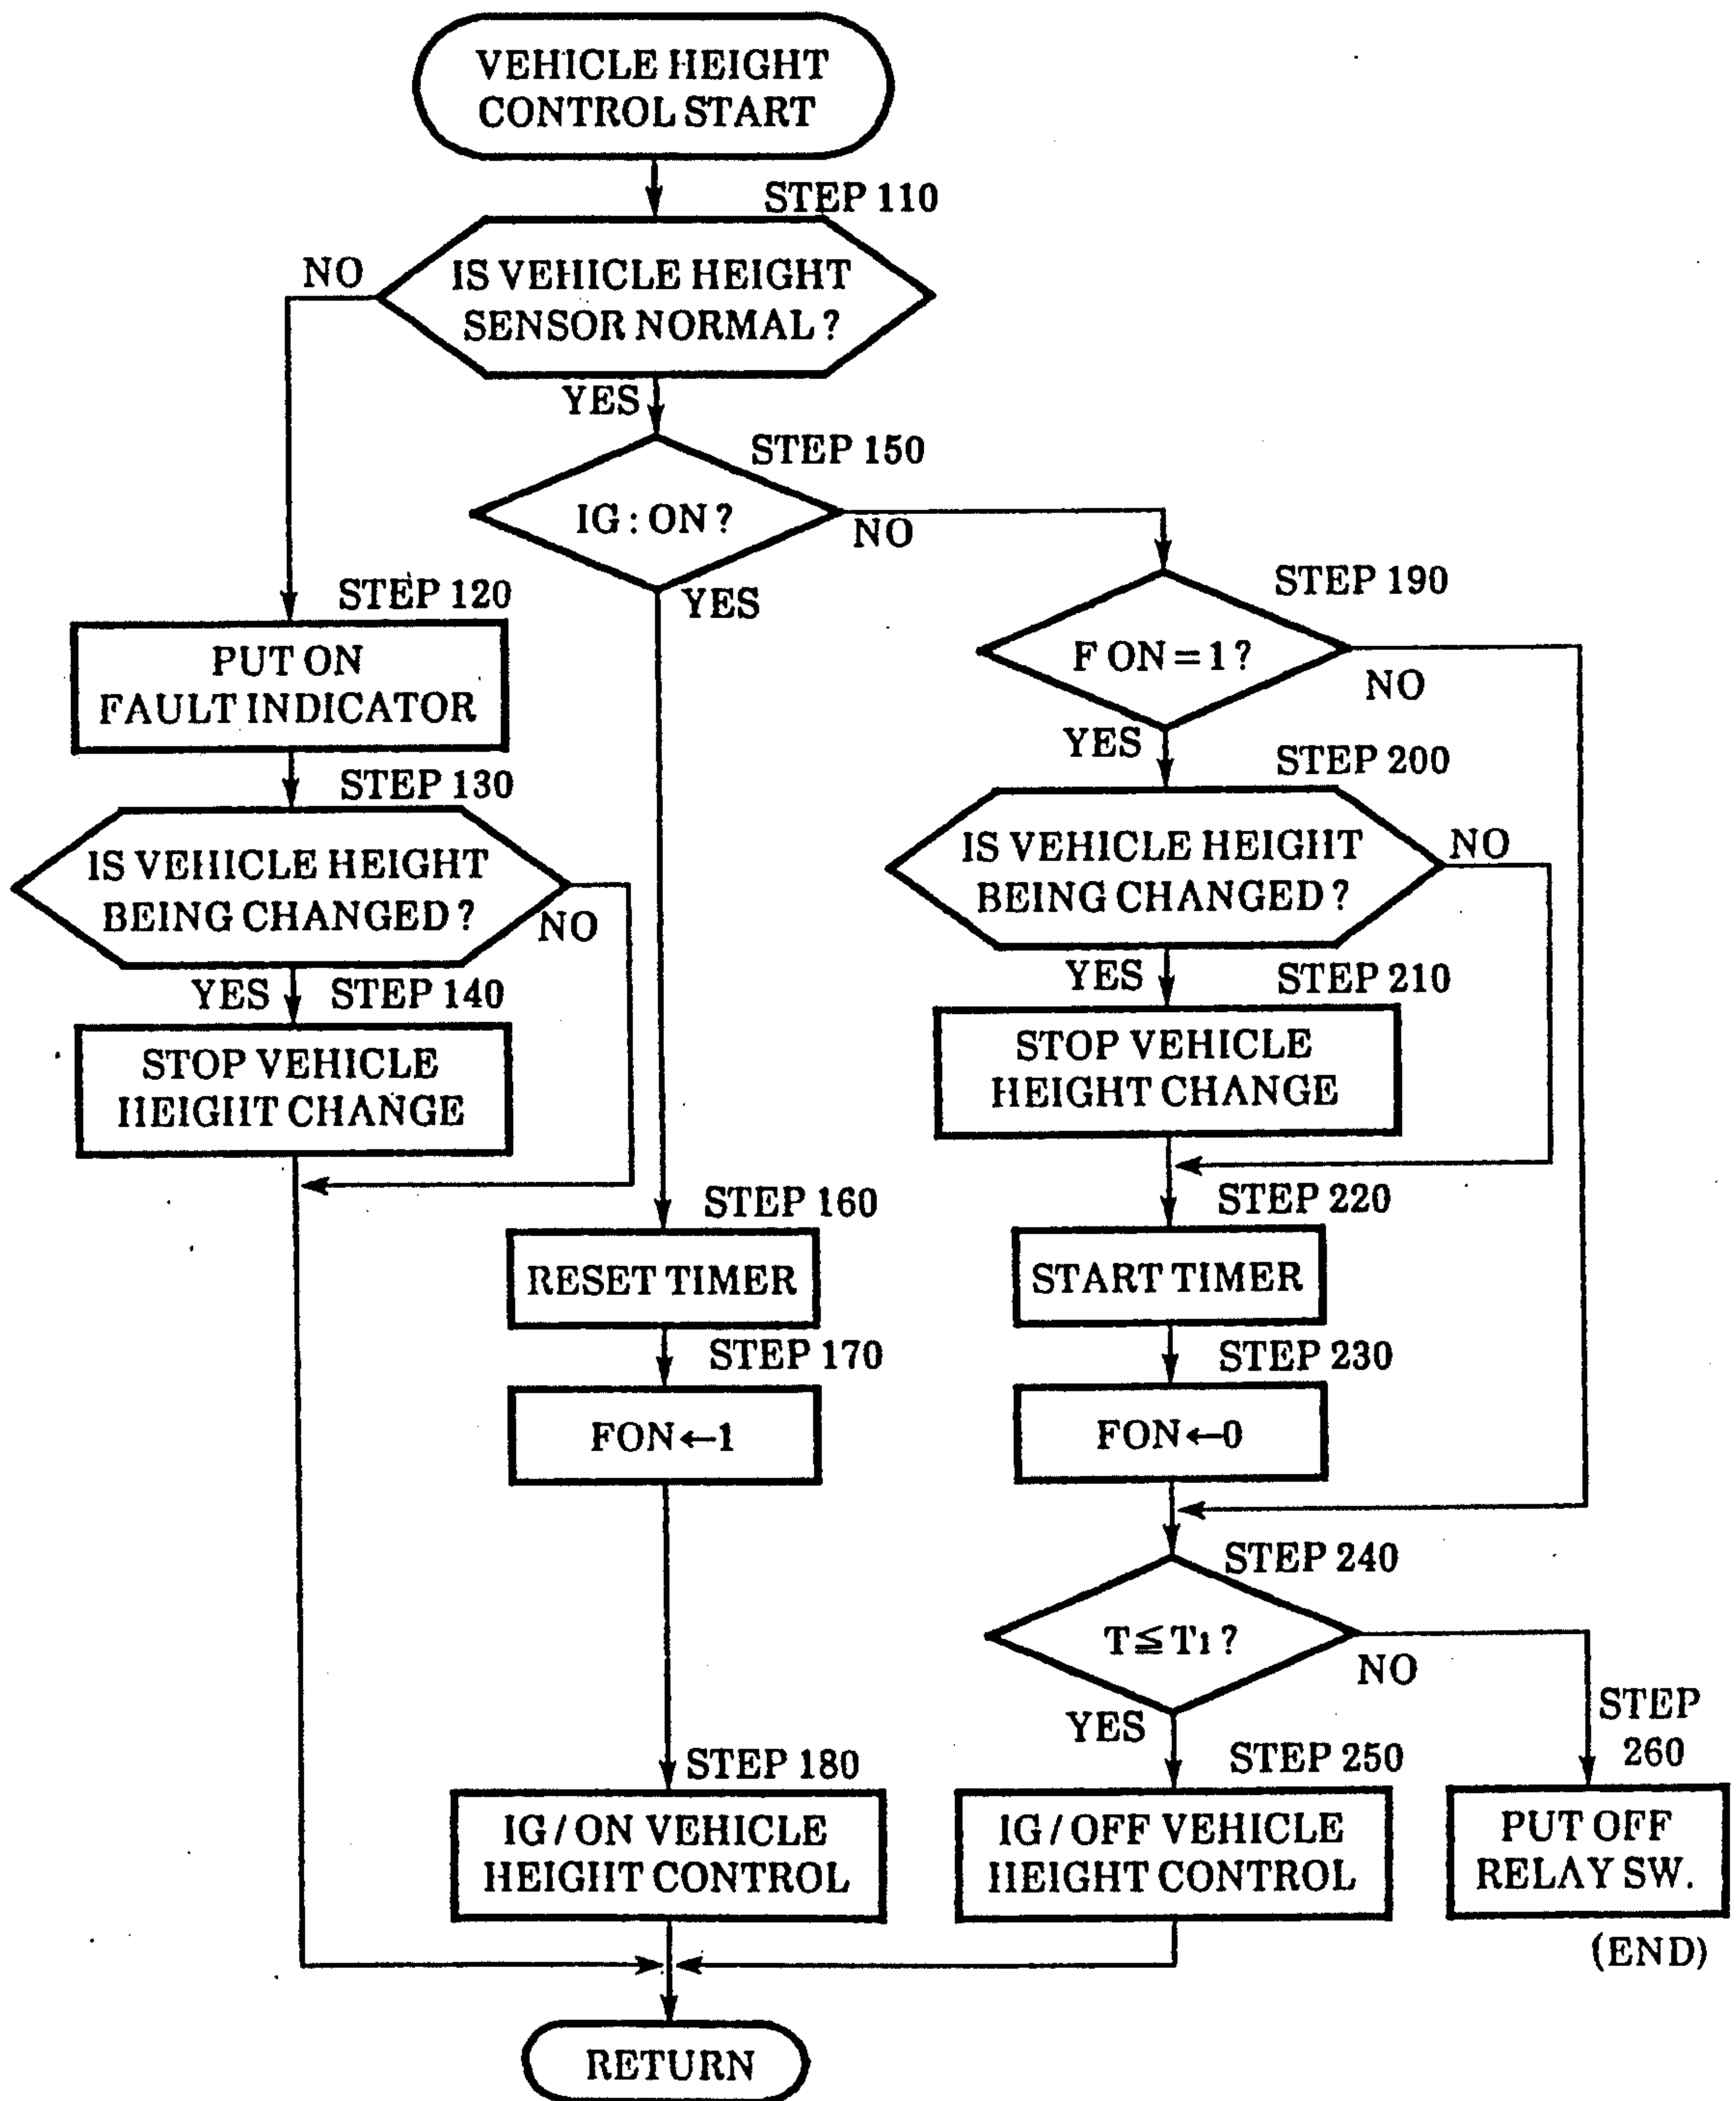 VEHICLE HEIGHT
CONTROL START
STEP 110
IS VEHICLE HEIGHT
SENSOR NORMAL?
NO
YES
STEP 150
IG : ON?
NO
YES
STEP 120
PUT ON
FAULT INDICATOR
STEP 130
IS VEHICLE HEIGHT
BEING CHANGED?
NO
YES
STEP 140
STOP VEHICLE
HEIGHT CHANGE
STEP 160
RESET TIMER
STEP 170
FON←1
STEP 180
IG / ON VEHICLE
HEIGHT CONTROL
STEP 190
F ON = 1?
NO
YES
STEP 200
IS VEHICLE HEIGHT
BEING CHANGED?
NO
YES
STEP 210
STOP VEHICLE
HEIGHT CHANGE
STEP 220
START TIMER
STEP 230
FON←0
STEP 240
T≦T1?
NO
YES
STEP 250
IG / OFF VEHICLE
HEIGHT CONTROL
STEP
260
PUT OFF
RELAY SW.
(END)
RETURN